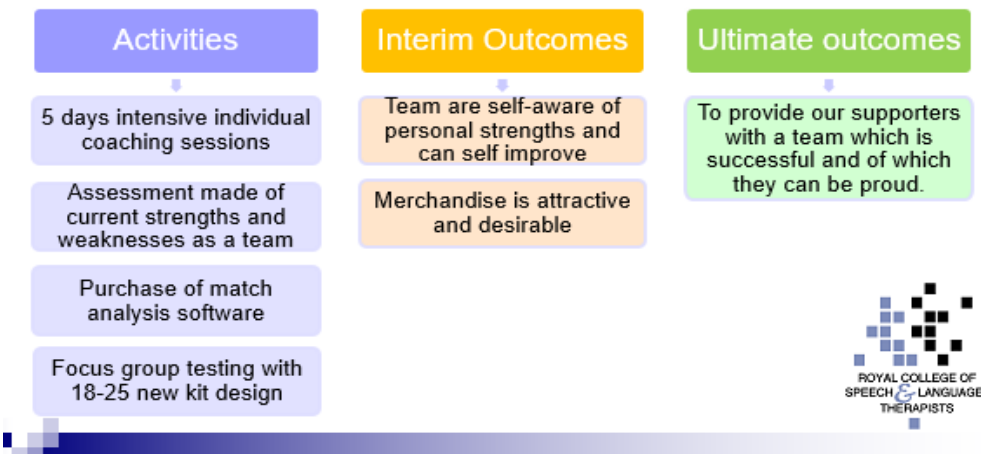 Activities
5 days intensive individual
coaching sessions
Assessment made of
current strengths and
weaknesses as a team
Purchase of match
analysis software
Focus group testing with
18-25 new kit design
Interim Outcomes
Team are self-aware of
personal strengths and
can self improve
Merchandise is attractive
and desirable
Ultimate outcomes
To provide our supporters
with a team which is
successful and of which
they can be proud.
ROYAL COLLEGE OF
SPEECH & LANGUAGE
THERAPISTS